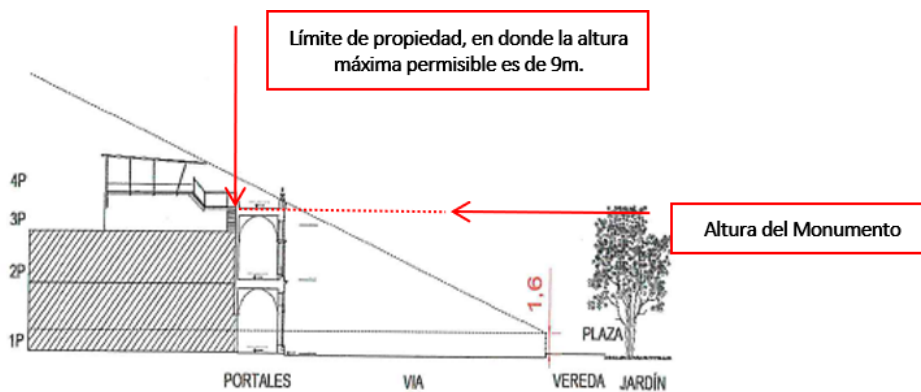 Límite de propiedad, en donde la altura
máxima permisible es de 9m.
4P
3P
Altura del Monumento
2P
1,6
PLAZA
1P
PORTALES
VIA
VEREDA
JARDÍN